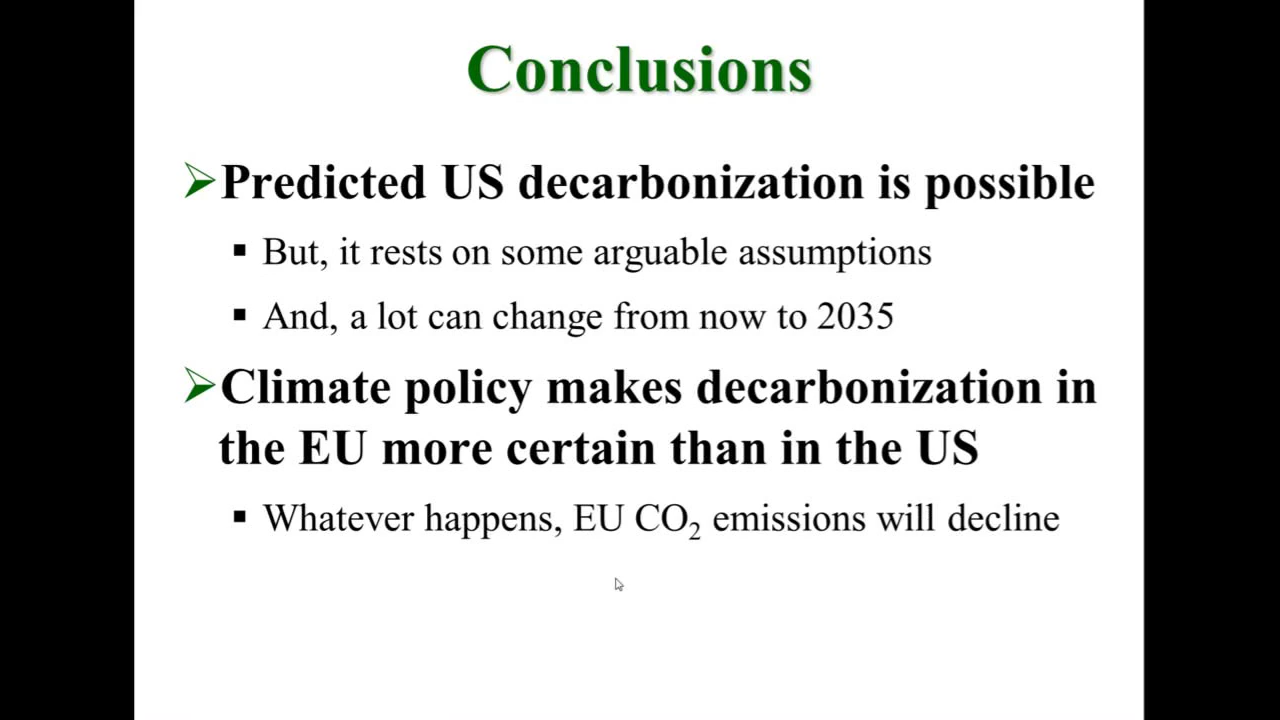 Conclusions
Predicted US decarbonization is possible
But, it rests on some arguable assumptions
And, a lot can change from now to 2035
Climate policy makes decarbonization in
the EU more certain than in the US
Whatever happens, EU CO₂ emissions will decline